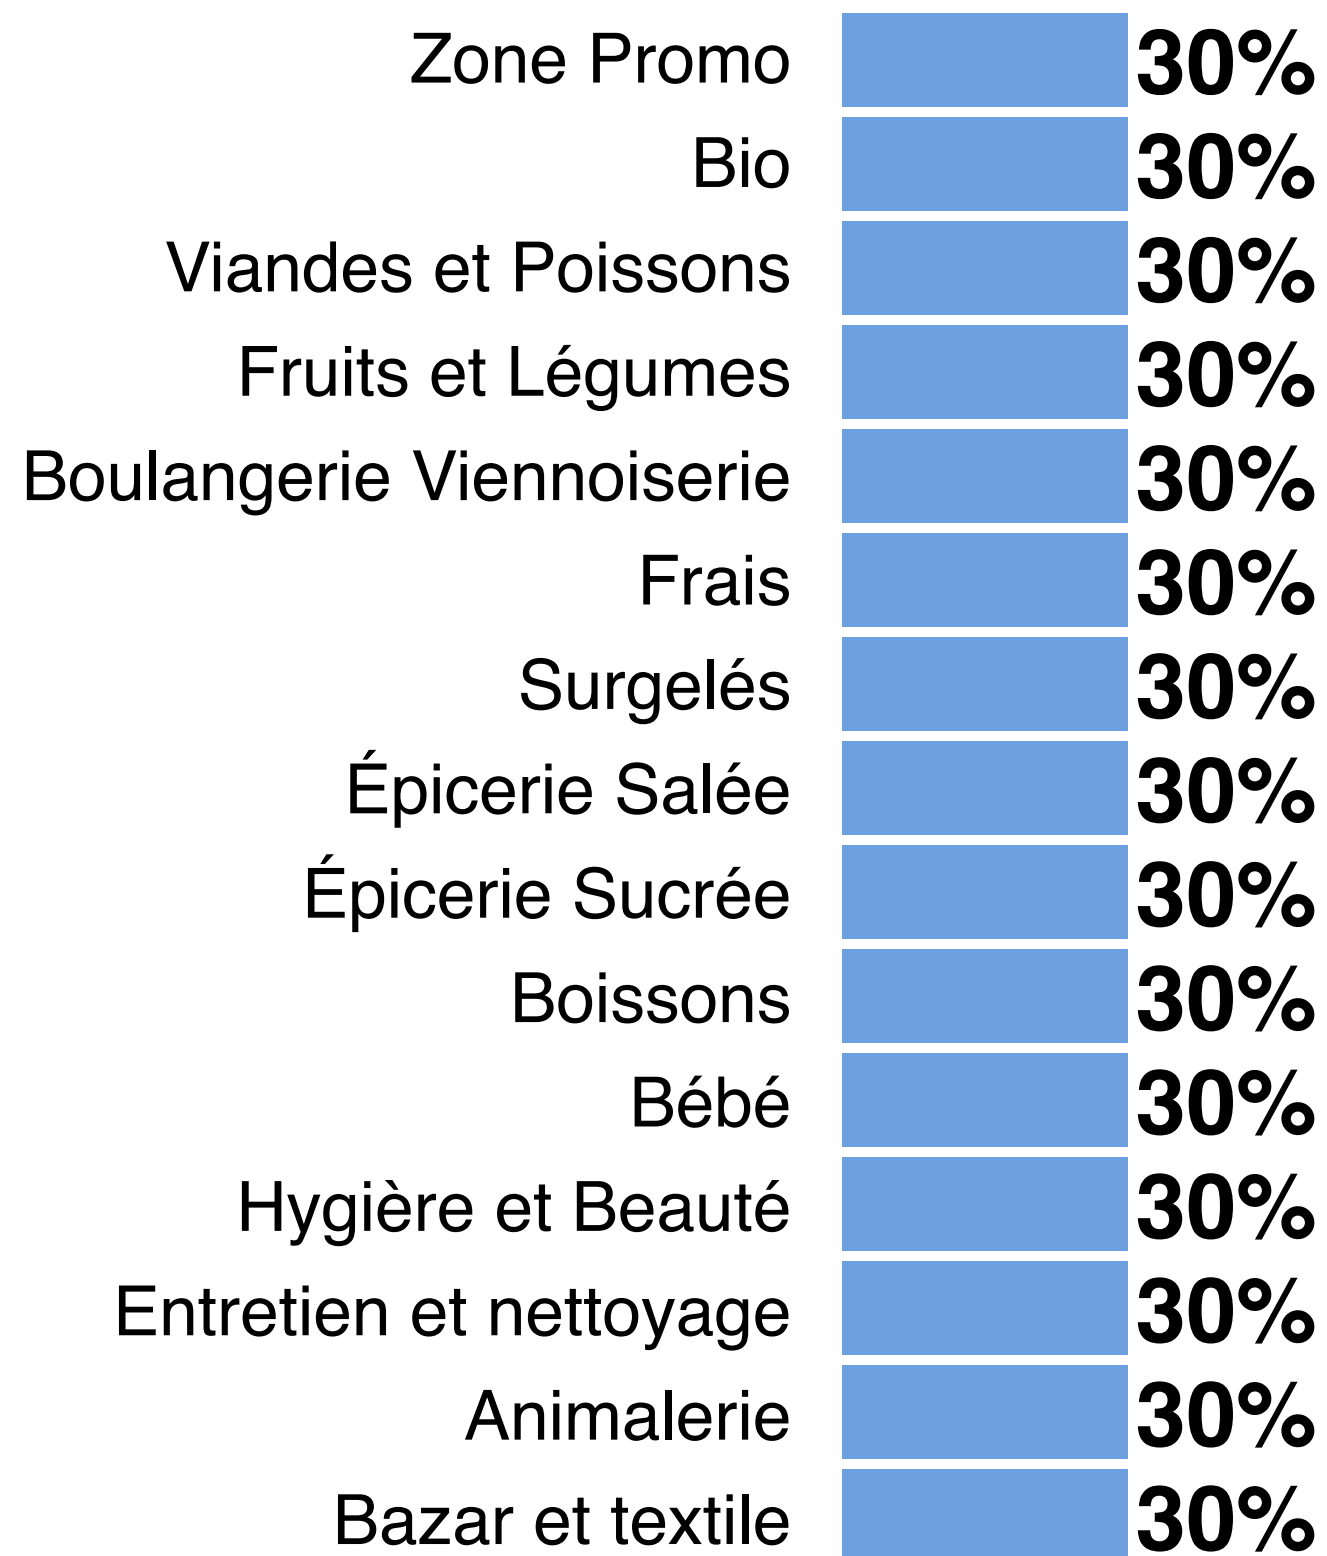 Zone Promo 30%
Bio 30%
Viandes et Poissons 30%
Fruits et Légumes 30%
Boulangerie Viennoiserie 30%
Frais 30%
Surgelés 30%
Épicerie Salée 30%
Épicerie Sucrée 30%
Boissons 30%
Bébé 30%
Hygière et Beauté 30%
Entretien et nettoyage 30%
Animalerie 30%
Bazar et textile 30%